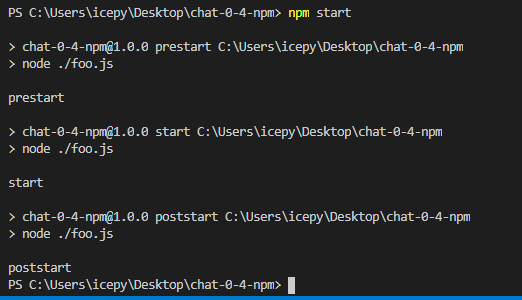 PS C:\Users\icepy\Desktop\chat-0-4-npm> npm start
> chat-0-4-npm@1.0.0 prestart C:\Users\icepy\Desktop\chat-0-4-npm
> node ./foo.js
prestart
> chat-0-4-npm@1.0.0 start C:\Users\icepy\Desktop\chat-0-4-npm
> node ./foo.js
start
> chat-0-4-npm@1.0.0 poststart C:\Users\icepy\Desktop\chat-0-4-npm
> node ./foo.js
poststart
PS C:\Users\icepy\Desktop\chat-0-4-npm>